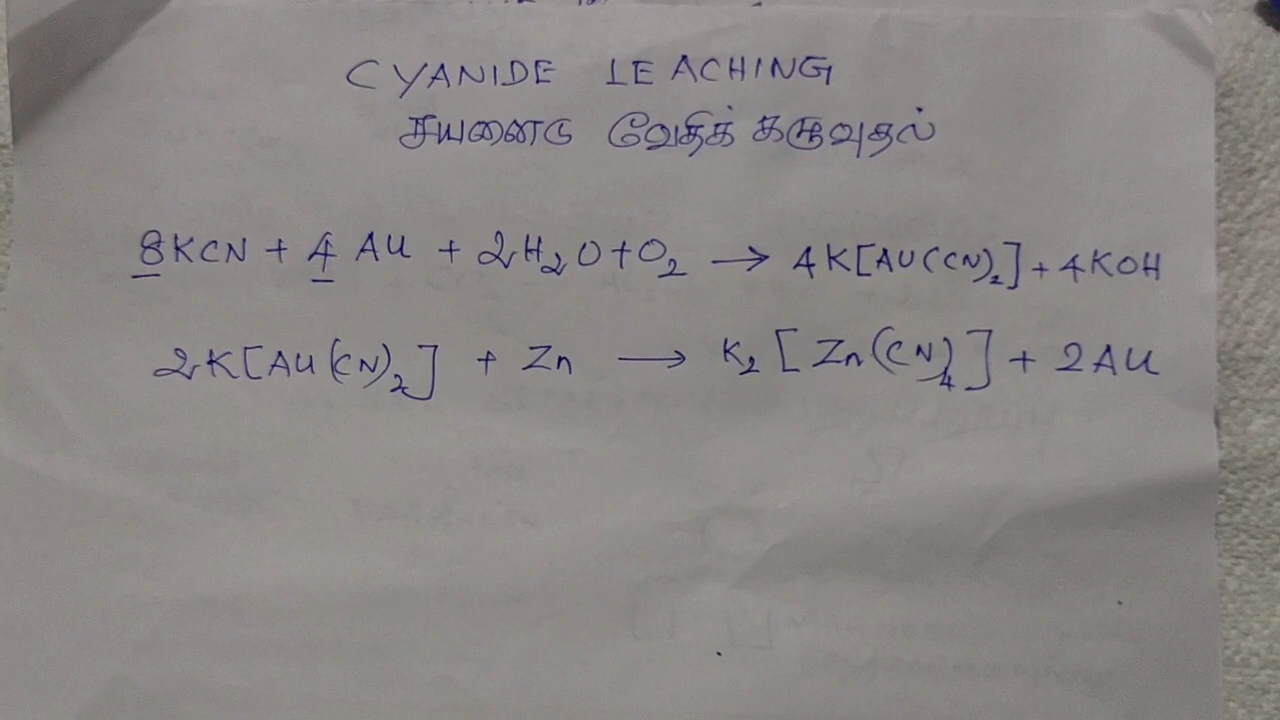 CYANIDE LEACHING
சயனைடு வேதிக் கழுவுதல்
8KCN + 4 AU + 2H₂O + O₂ → 4K[AU(CN)₂] + 4KOH
2K[AU(CN)₂] + Zn → K₂[Zn(CN)₄] + 2AU